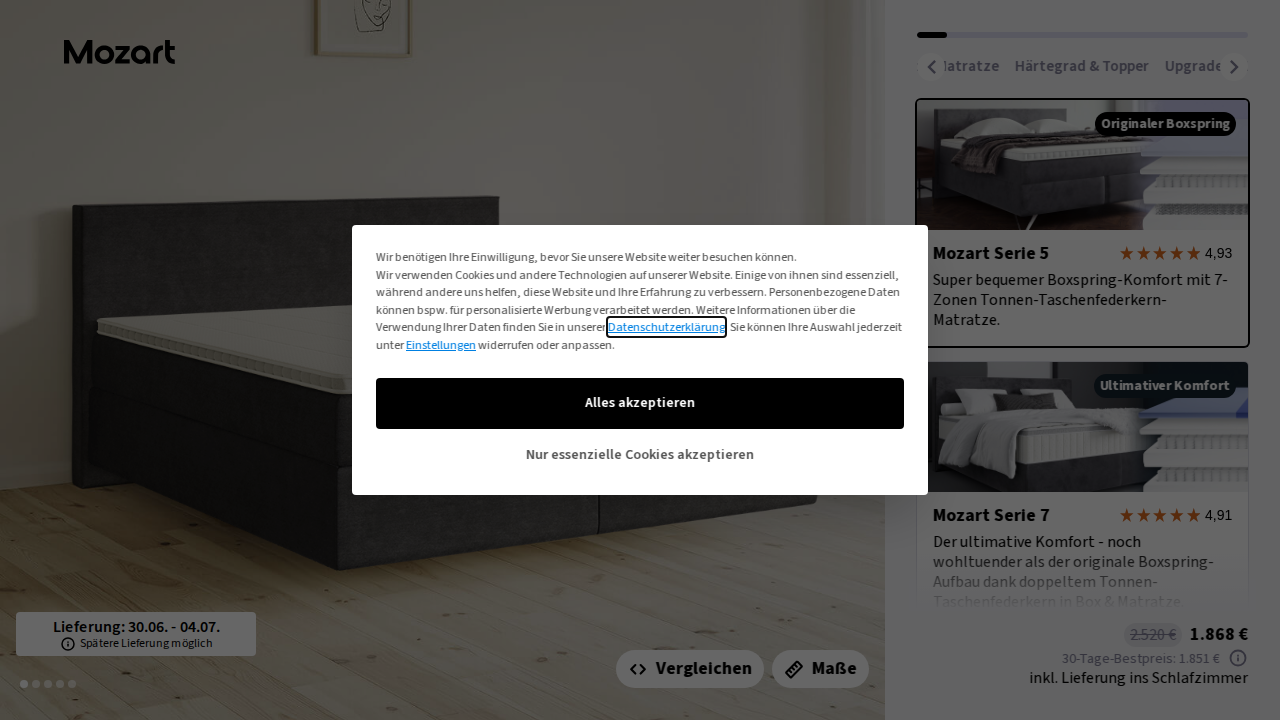 Mozart
Matratze
Härtegrad & Topper
Upgrade
Originaler Boxspring
Mozart Serie 5
4,93
Super bequemer Boxspring-Komfort mit 7-
Zonen Tonnen-Taschenfederkern-
Matratze.
Ultimativer Komfort
Mozart Serie 7
4,91
Der ultimative Komfort - noch
wohltuender als der originale Boxspring-
Aufbau dank doppeltem Tonnen-
Taschenfederkern in Box & Matratze.
Wir benötigen Ihre Einwilligung, bevor Sie unsere Website weiter besuchen können.
Wir verwenden Cookies und andere Technologien auf unserer Website. Einige von ihnen sind essenziell,
während andere uns helfen, diese Website und Ihre Erfahrung zu verbessern. Personenbezogene Daten
können bspw. für personalisierte Werbung verarbeitet werden. Weitere Informationen über die
Verwendung Ihrer Daten finden Sie in unserer Datenschutzerklärung. Sie können Ihre Auswahl jederzeit
unter Einstellungen widerrufen oder anpassen.
Alles akzeptieren
Nur essenzielle Cookies akzeptieren
Lieferung: 30.06. - 04.07.
Spätere Lieferung möglich
Vergleichen
Maße
2.520 € 1.868 €
30-Tage-Bestpreis: 1.851 €
inkl. Lieferung ins Schlafzimmer